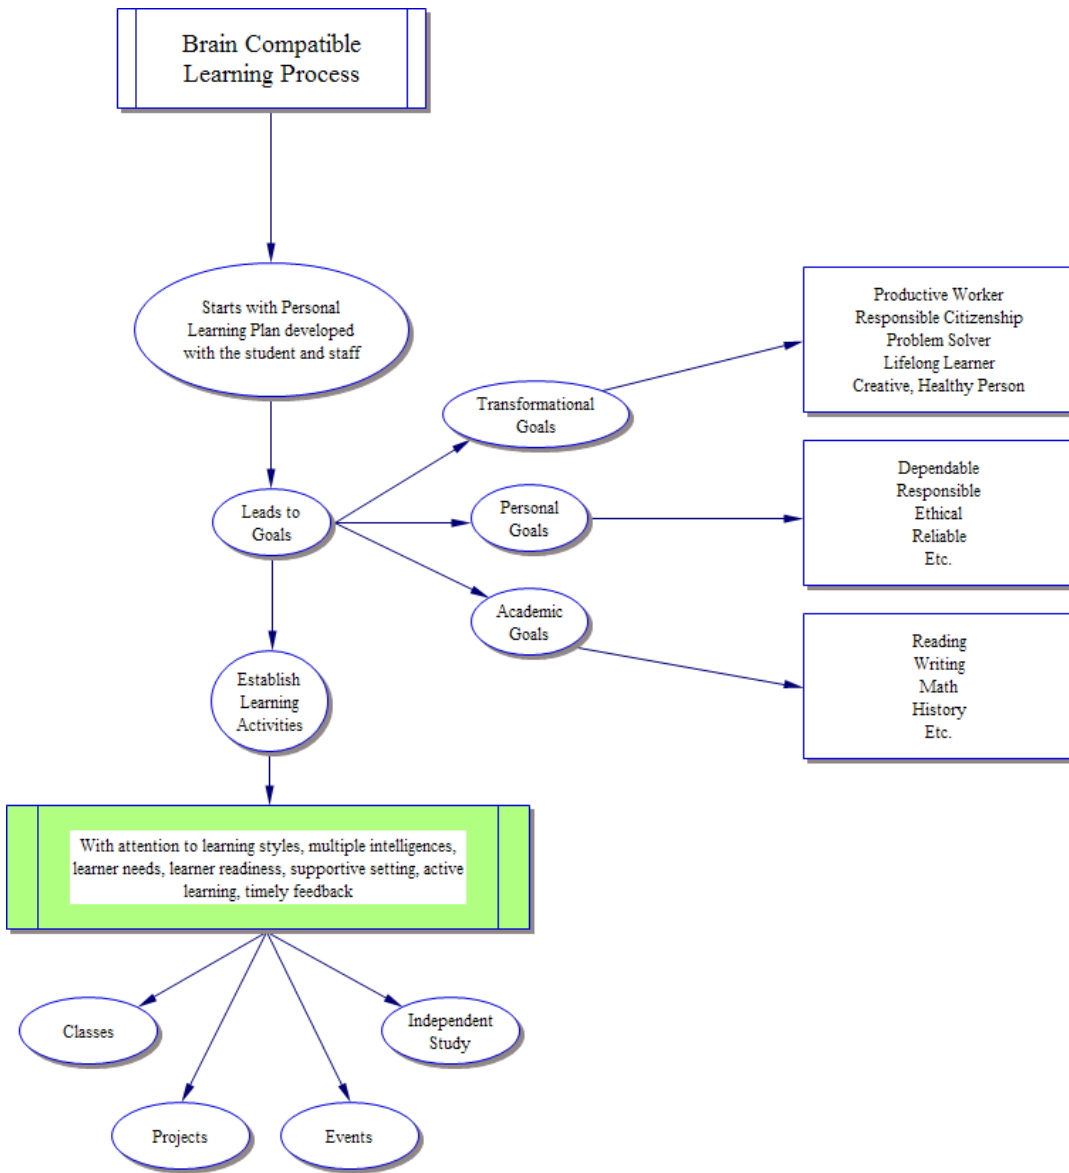 Brain Compatible
Learning Process
Starts with Personal
Learning Plan developed
with the student and staff
Productive Worker
Responsible Citizenship
Problem Solver
Lifelong Learner
Creative, Healthy Person
Transformational
Goals
Leads to
Goals
Personal
Goals
Dependable
Responsible
Ethical
Reliable
Etc.
Academic
Goals
Reading
Writing
Math
History
Etc.
Establish
Learning
Activities
With attention to learning styles, multiple intelligences,
learner needs, learner readiness, supportive setting, active
learning, timely feedback
Classes
Independent
Study
Projects
Events